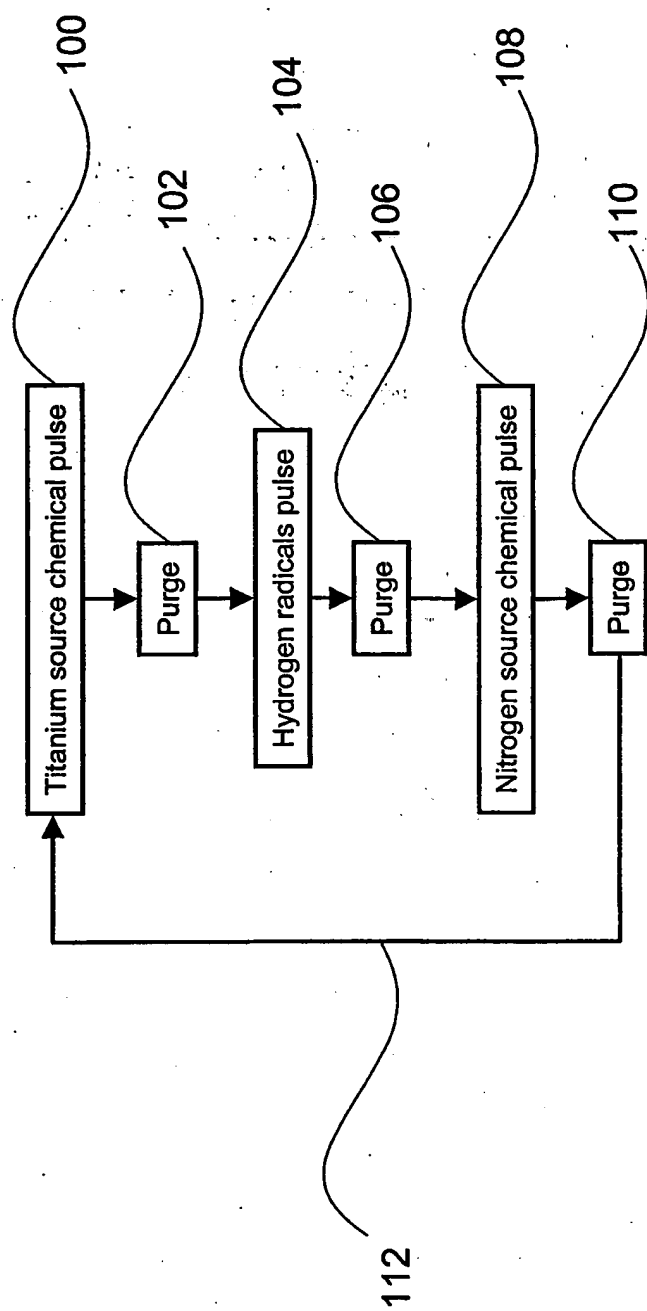 Titanium source chemical pulse
100
Purge
102
Hydrogen radicals pulse
104
Purge
106
Nitrogen source chemical pulse
108
Purge
110
112